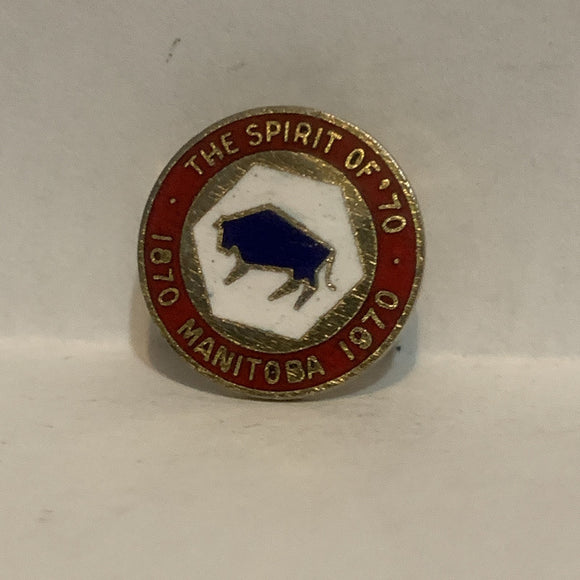 THE SPIRIT OF '70
1870 MANITOBA 1970